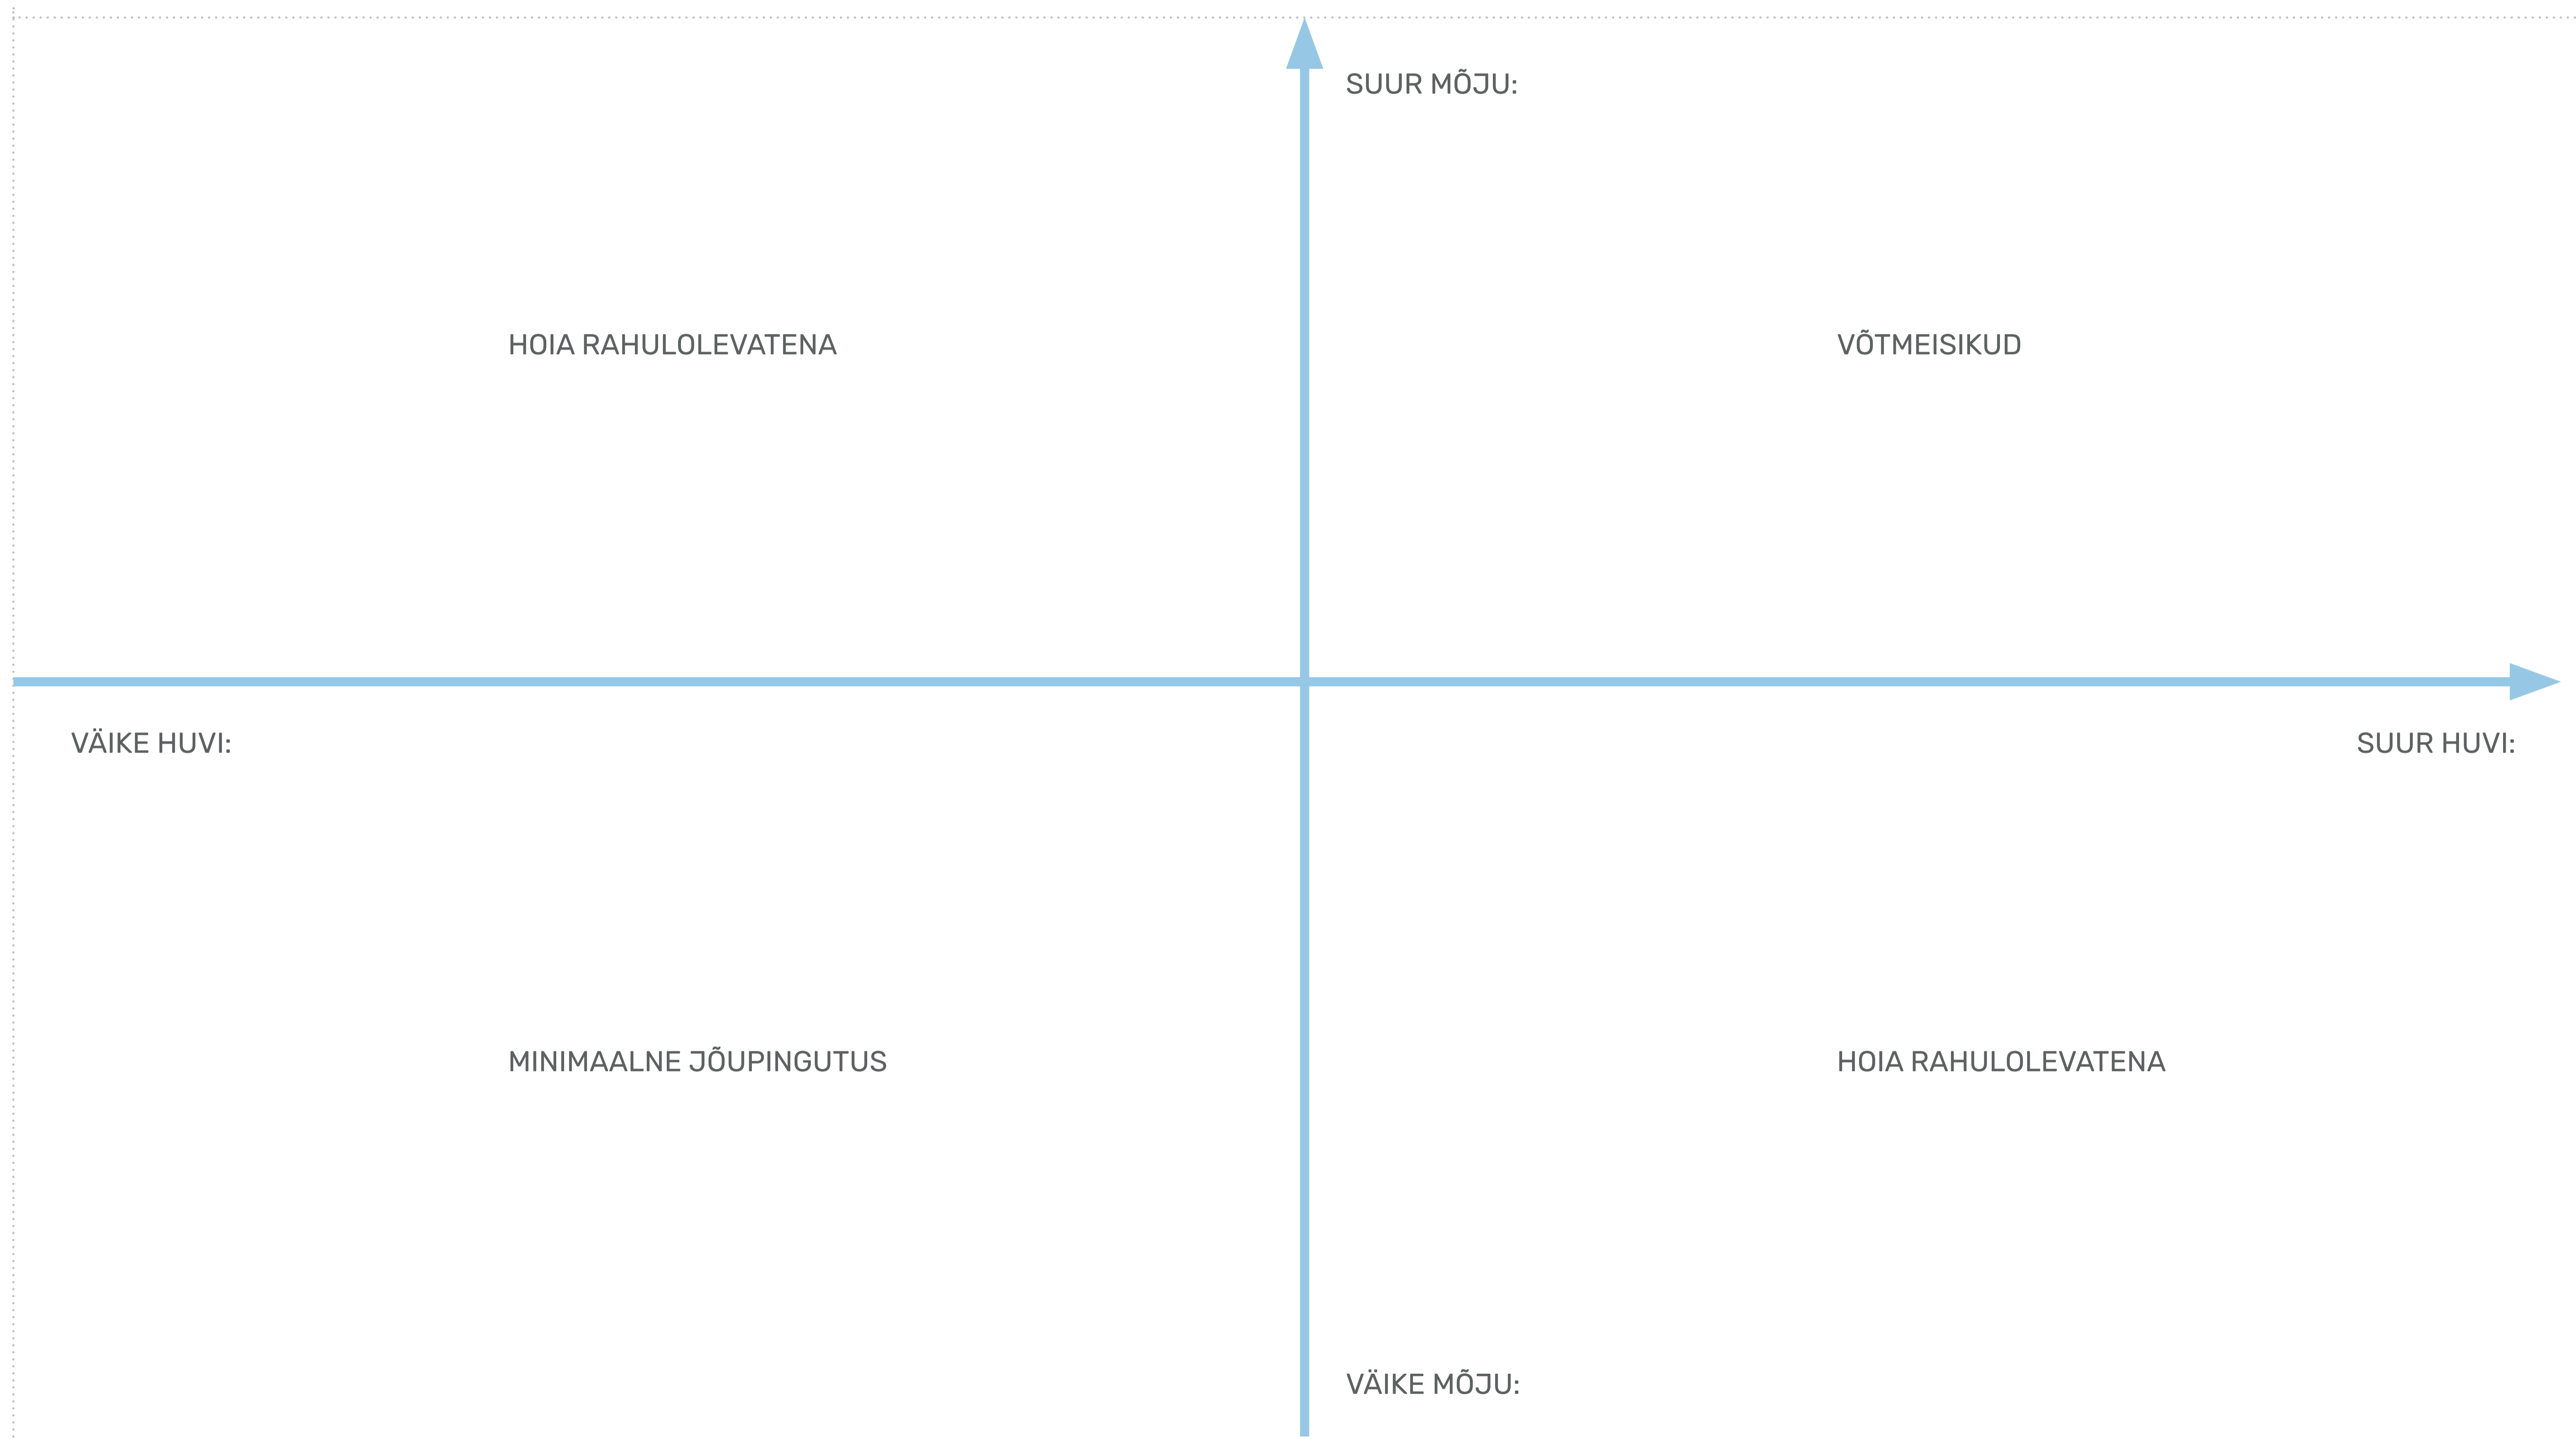 SUUR MÕJU:
HOIA RAHULOLEVATENA
VÕTMEISIKUD
VÄIKE HUVI:
SUUR HUVI:
MINIMAALNE JÕUPINGUTUS
HOIA RAHULOLEVATENA
VÄIKE MÕJU: